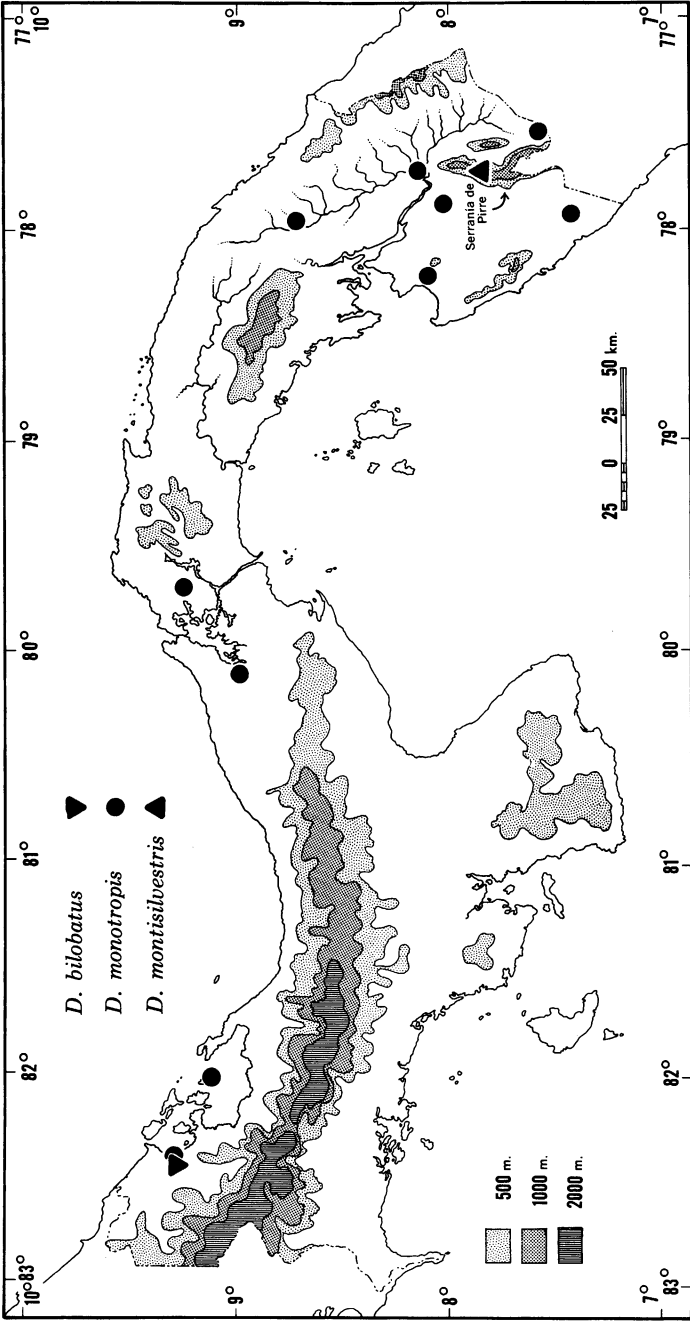 10° 83° 82° 81° 80° 79° 78° 77° 10°
D. bilobatus
D. monotropis
D. montisilvestris
9° 9°
Serranía de
Pirre
8° 8°
500 m.
1000 m.
2000 m.
25 0 25 50 km.
7° 83° 82° 81° 80° 79° 78° 77° 7°